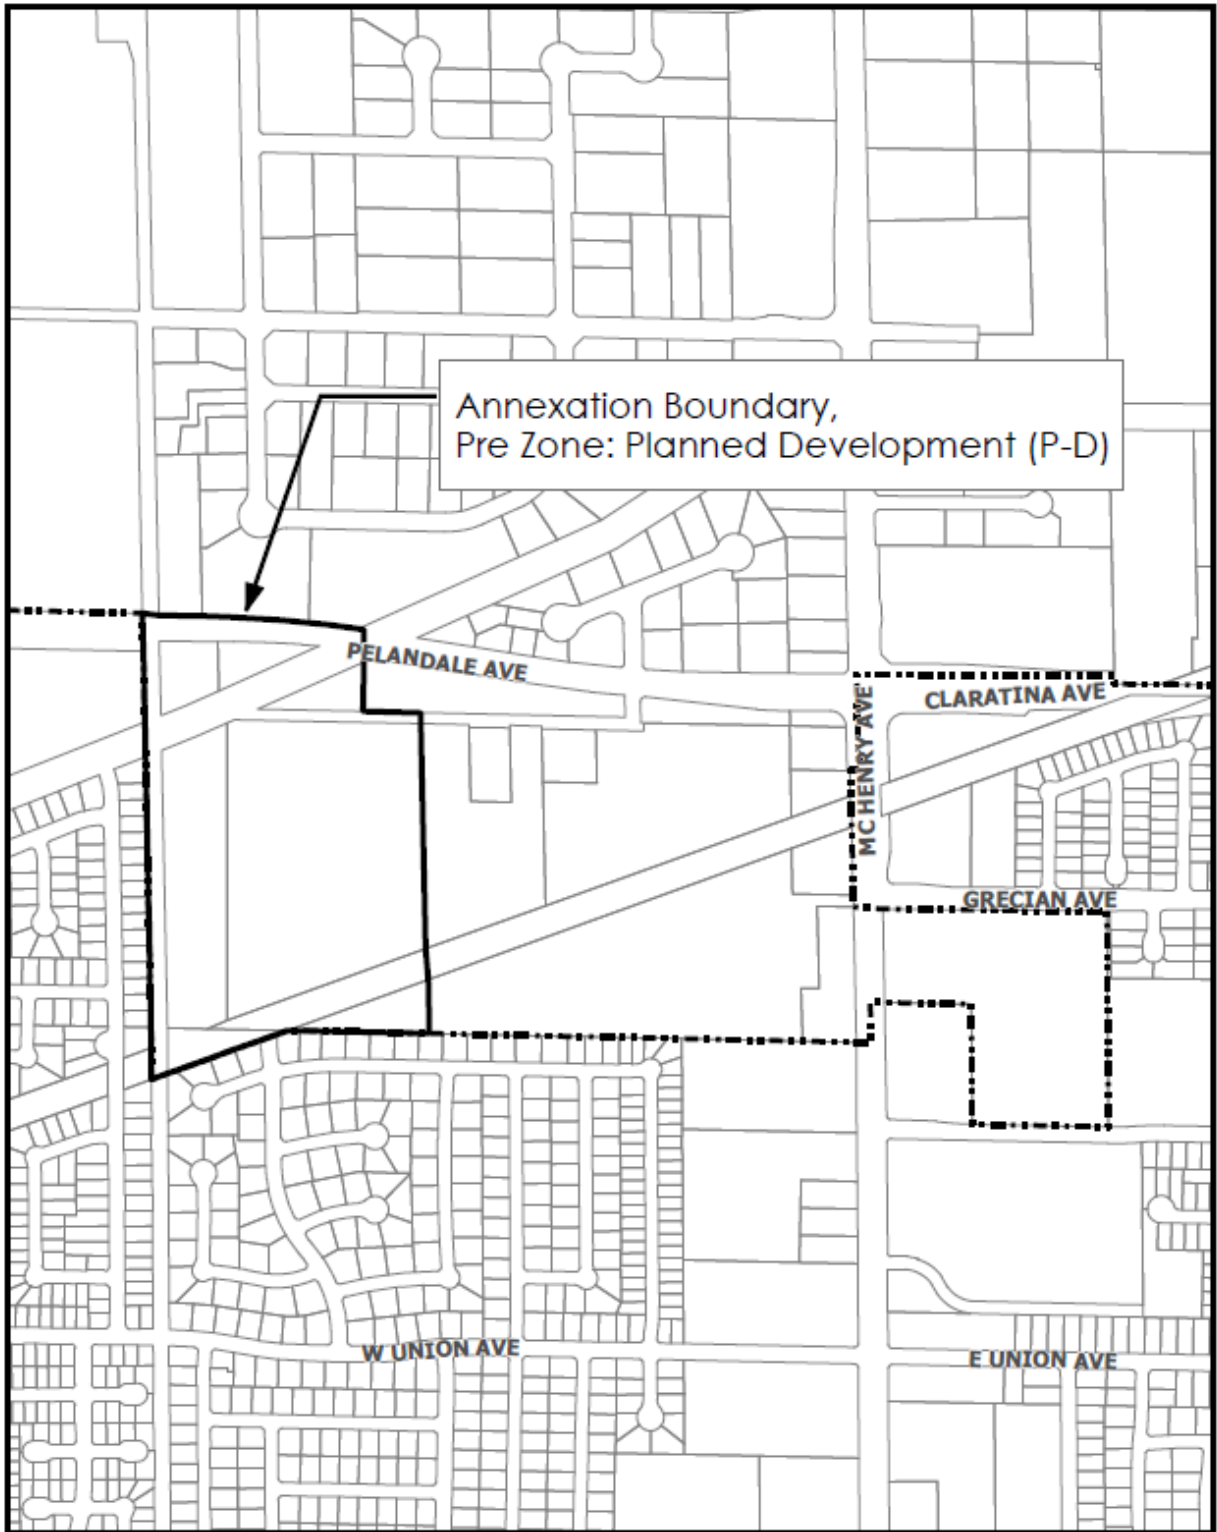 Annexation Boundary,
Pre Zone: Planned Development (P-D)
PELANDALE AVE
CLARATINA AVE
MC HENRY AVE
GRECIAN AVE
W UNION AVE
E UNION AVE